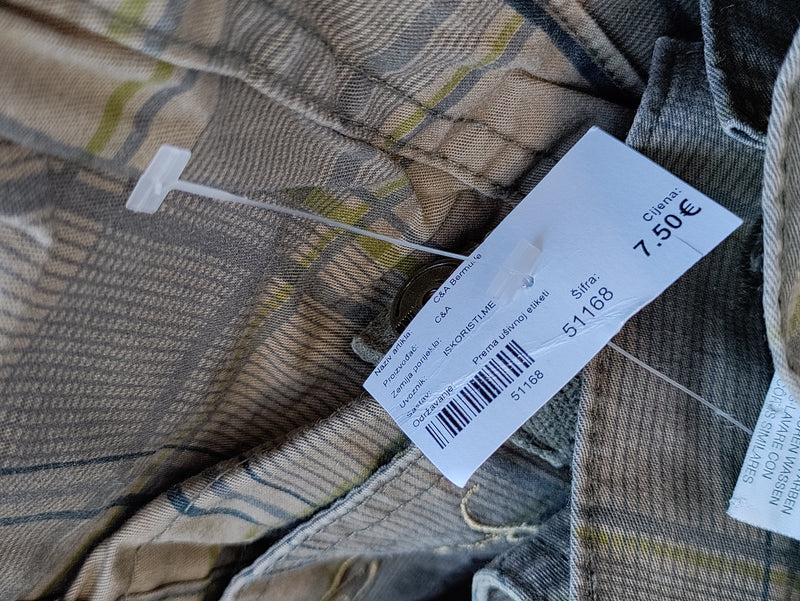 Naziv artikla: C&A Bermude
Proizvođač: C&A
Zemlja porijekla:
Uvoznik: ISKORISTI.ME
Sastav:
Održavanje Prema ušivnoj etiketi
51168
Cijena:
7.50€
Šifra:
51168
WASSEN
LAVARE CON
SIMILARES